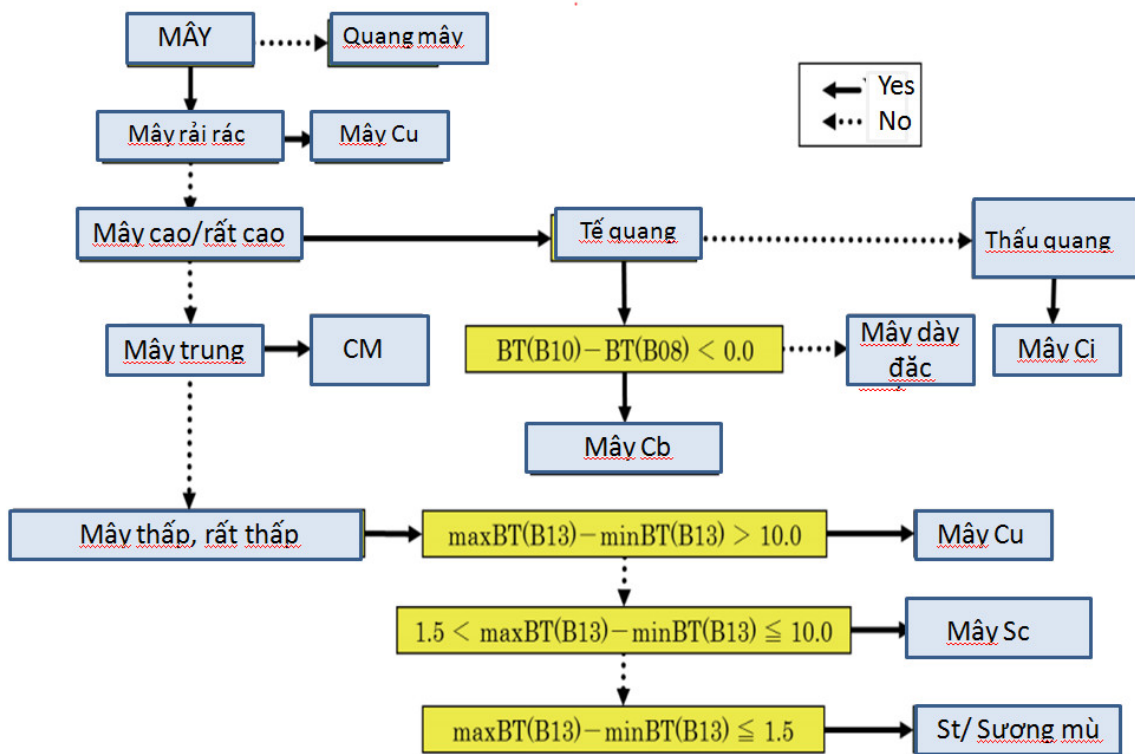 MÂY
Quang mây
Yes
No
Mây rải rác
Mây Cu
Mây cao/rất cao
Tế quang
Thấu quang
Mây trung
CM
BT(B10)−BT(B08) < 0.0
Mây dày
đặc
Mây Ci
Mây Cb
Mây thấp, rất thấp
maxBT(B13)−minBT(B13) > 10.0
Mây Cu
1.5 < maxBT(B13)−minBT(B13) ≦ 10.0
Mây Sc
maxBT(B13)−minBT(B13) ≦ 1.5
St/ Sương mù